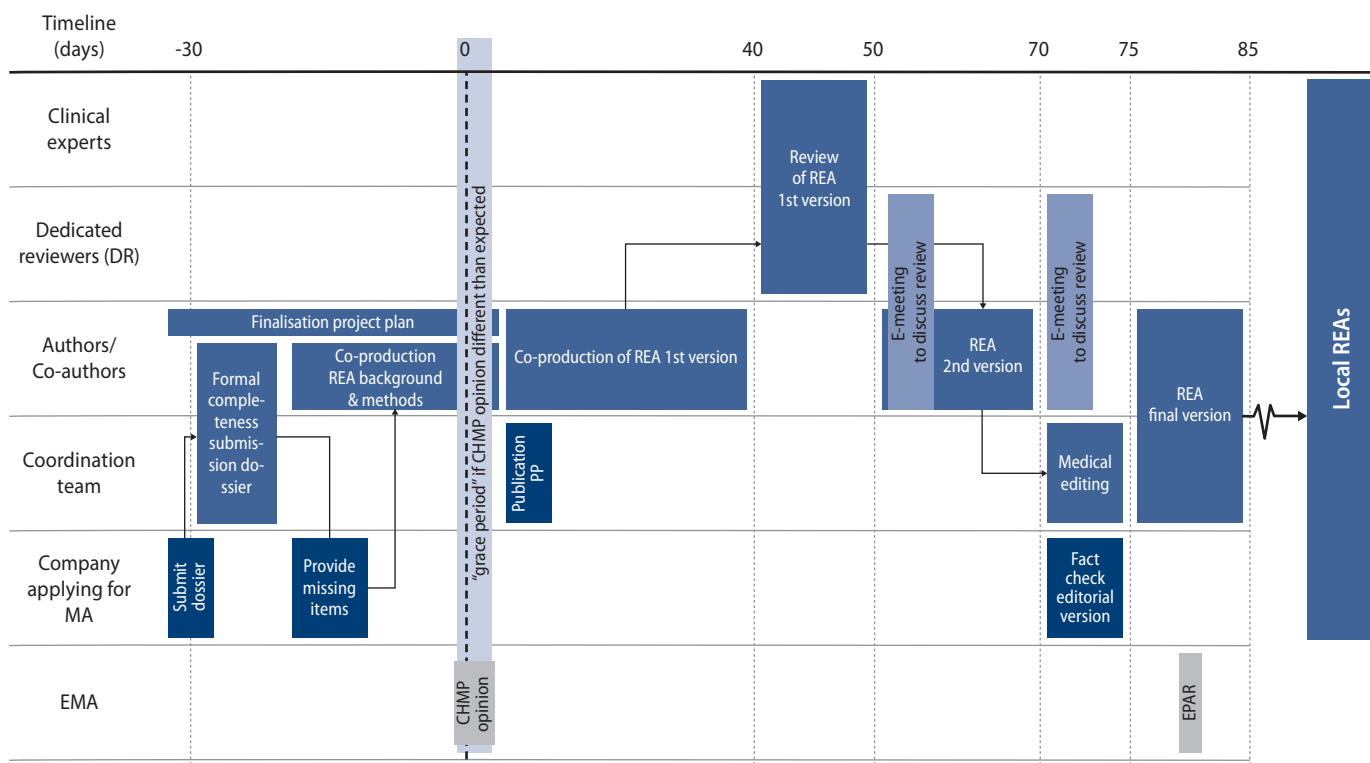 Timeline
(days)
-30
0
40
50
70
75
85
Clinical
experts
Review
of REA
1st version
Dedicated
reviewers (DR)
"grace period" if CHMP opinion different than expected
E-meeting
to discuss review
E-meeting
to discuss review
Authors/
Co-authors
Finalisation project plan
Formal
comple-
teness
submis-
sion do-
ssier
Co-production
REA background
& methods
Co-production of REA 1st version
REA
2nd version
REA
final version
Local REAs
Coordination
team
Publication
PP
Medical
editing
Company
applying for
MA
Submit
dossier
Provide
missing
items
Fact
check
editorial
version
EMA
CHMP
opinion
EPAR